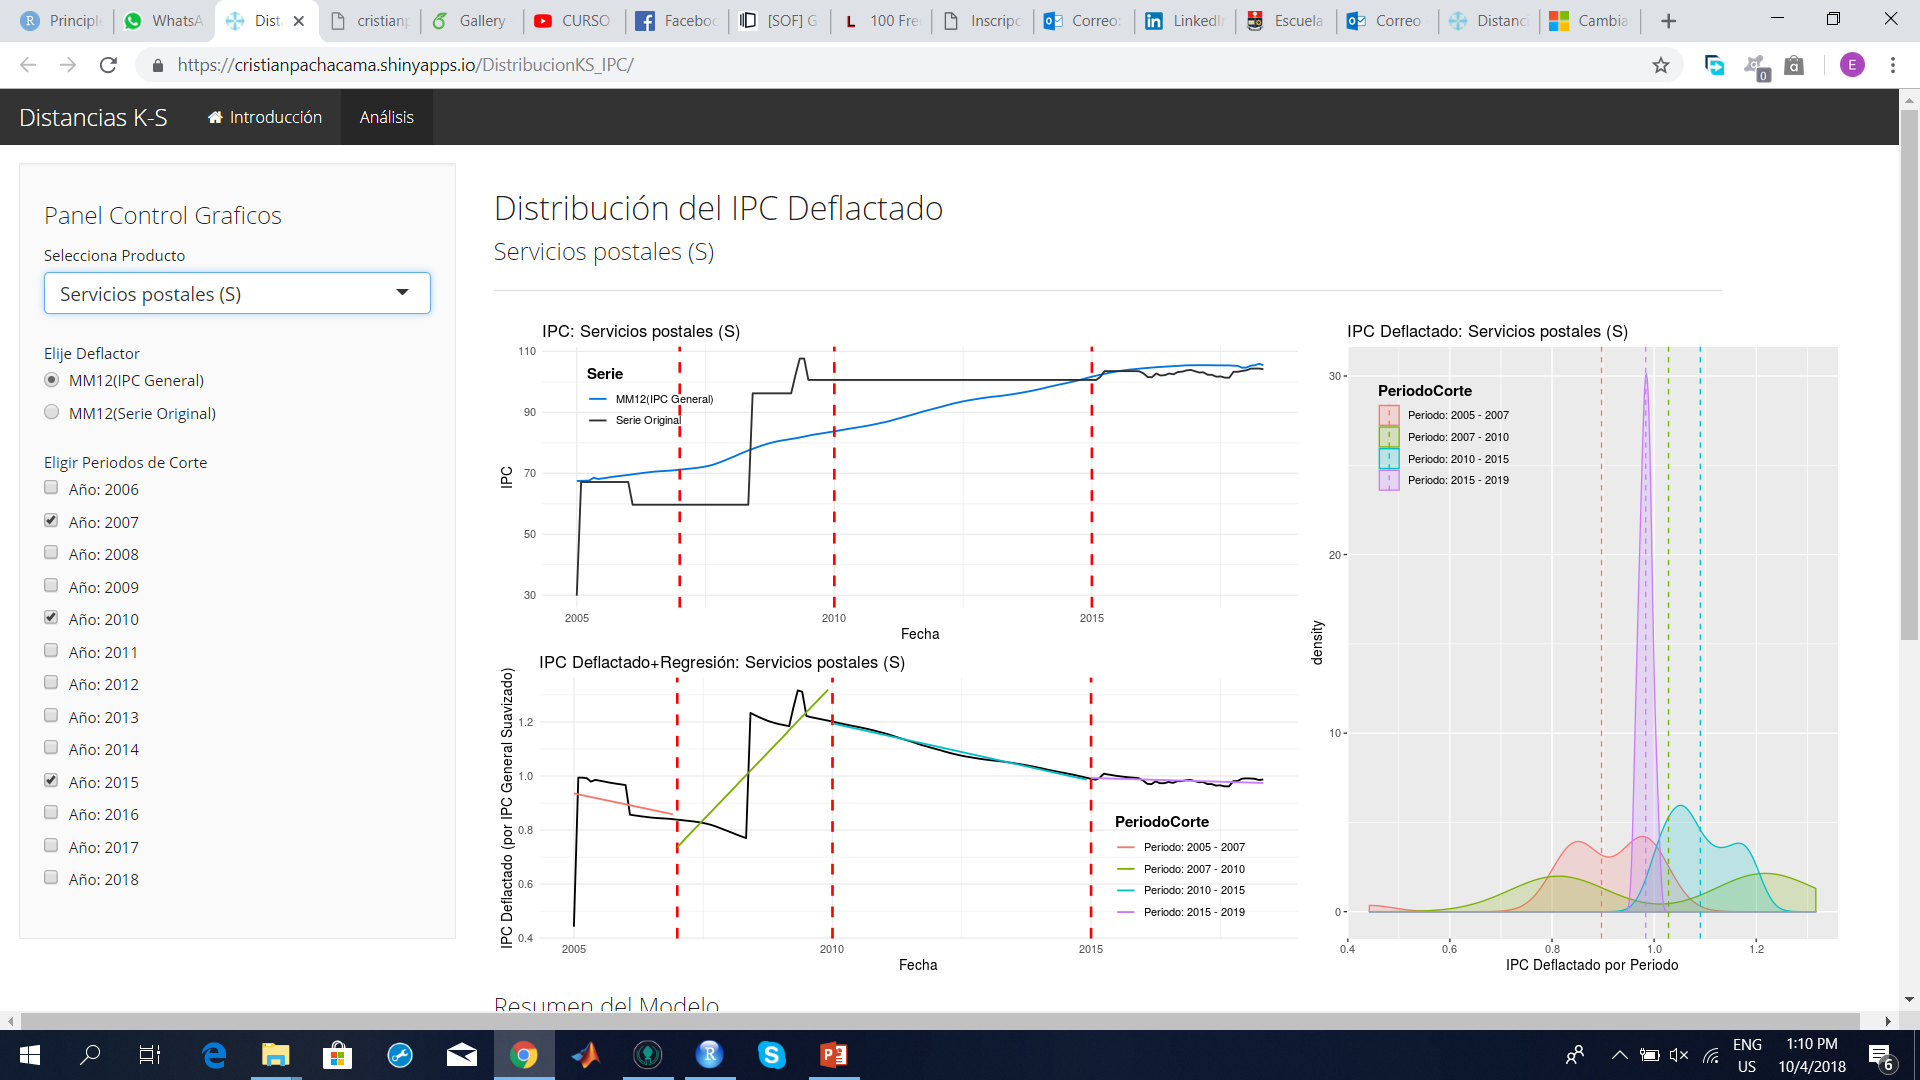 Principle
WhatsA
Dist
cristianp
Gallery
CURSO
Faceboo
[SOF] G
100 Fre
Inscripc
Correo:
LinkedIn
Escuela
Correo
Distanc
Cambia
https://cristianpachacama.shinyapps.io/DistribucionKS_IPC/
0
E
Distancias K-S
Introducción
Análisis
Panel Control Graficos
Selecciona Producto
Servicios postales (S)
Elije Deflactor
MM12(IPC General)
MM12(Serie Original)
Eligir Periodos de Corte
Año: 2006
Año: 2007
Año: 2008
Año: 2009
Año: 2010
Año: 2011
Año: 2012
Año: 2013
Año: 2014
Año: 2015
Año: 2016
Año: 2017
Año: 2018
Distribución del IPC Deflactado
Servicios postales (S)
IPC: Servicios postales (S)
110
90
70
50
30
IPC
Serie
MM12(IPC General)
Serie Original
2005
2010
2015
Fecha
IPC Deflactado+Regresión: Servicios postales (S)
IPC Deflactado (por IPC General Suavizado)
1.2
1.0
0.8
0.6
0.4
PeriodoCorte
Periodo: 2005 - 2007
Periodo: 2007 - 2010
Periodo: 2010 - 2015
Periodo: 2015 - 2019
2005
2010
2015
Fecha
IPC Deflactado: Servicios postales (S)
30
20
10
0
density
PeriodoCorte
Periodo: 2005 - 2007
Periodo: 2007 - 2010
Periodo: 2010 - 2015
Periodo: 2015 - 2019
0.4
0.6
0.8
1.0
1.2
IPC Deflactado por Periodo
Resumen del Modelo
ENG
US
1:10 PM
10/4/2018
6